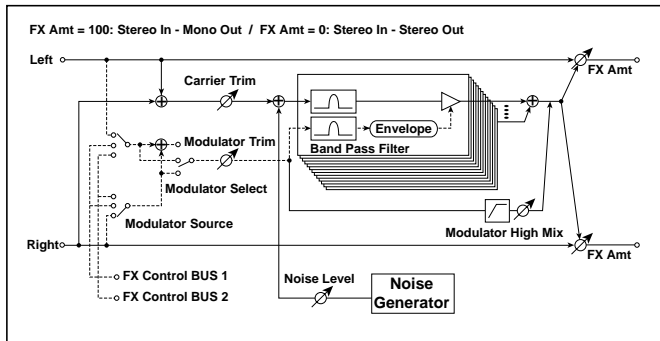 FX Amt = 100: Stereo In - Mono Out / FX Amt = 0: Stereo In - Stereo Out
Left
FX Amt
Carrier Trim
Envelope
Band Pass Filter
Modulator Trim
Modulator Select
Modulator Source
Modulator High Mix
Right
FX Amt
FX Control BUS 1
FX Control BUS 2
Noise Level
Noise
Generator